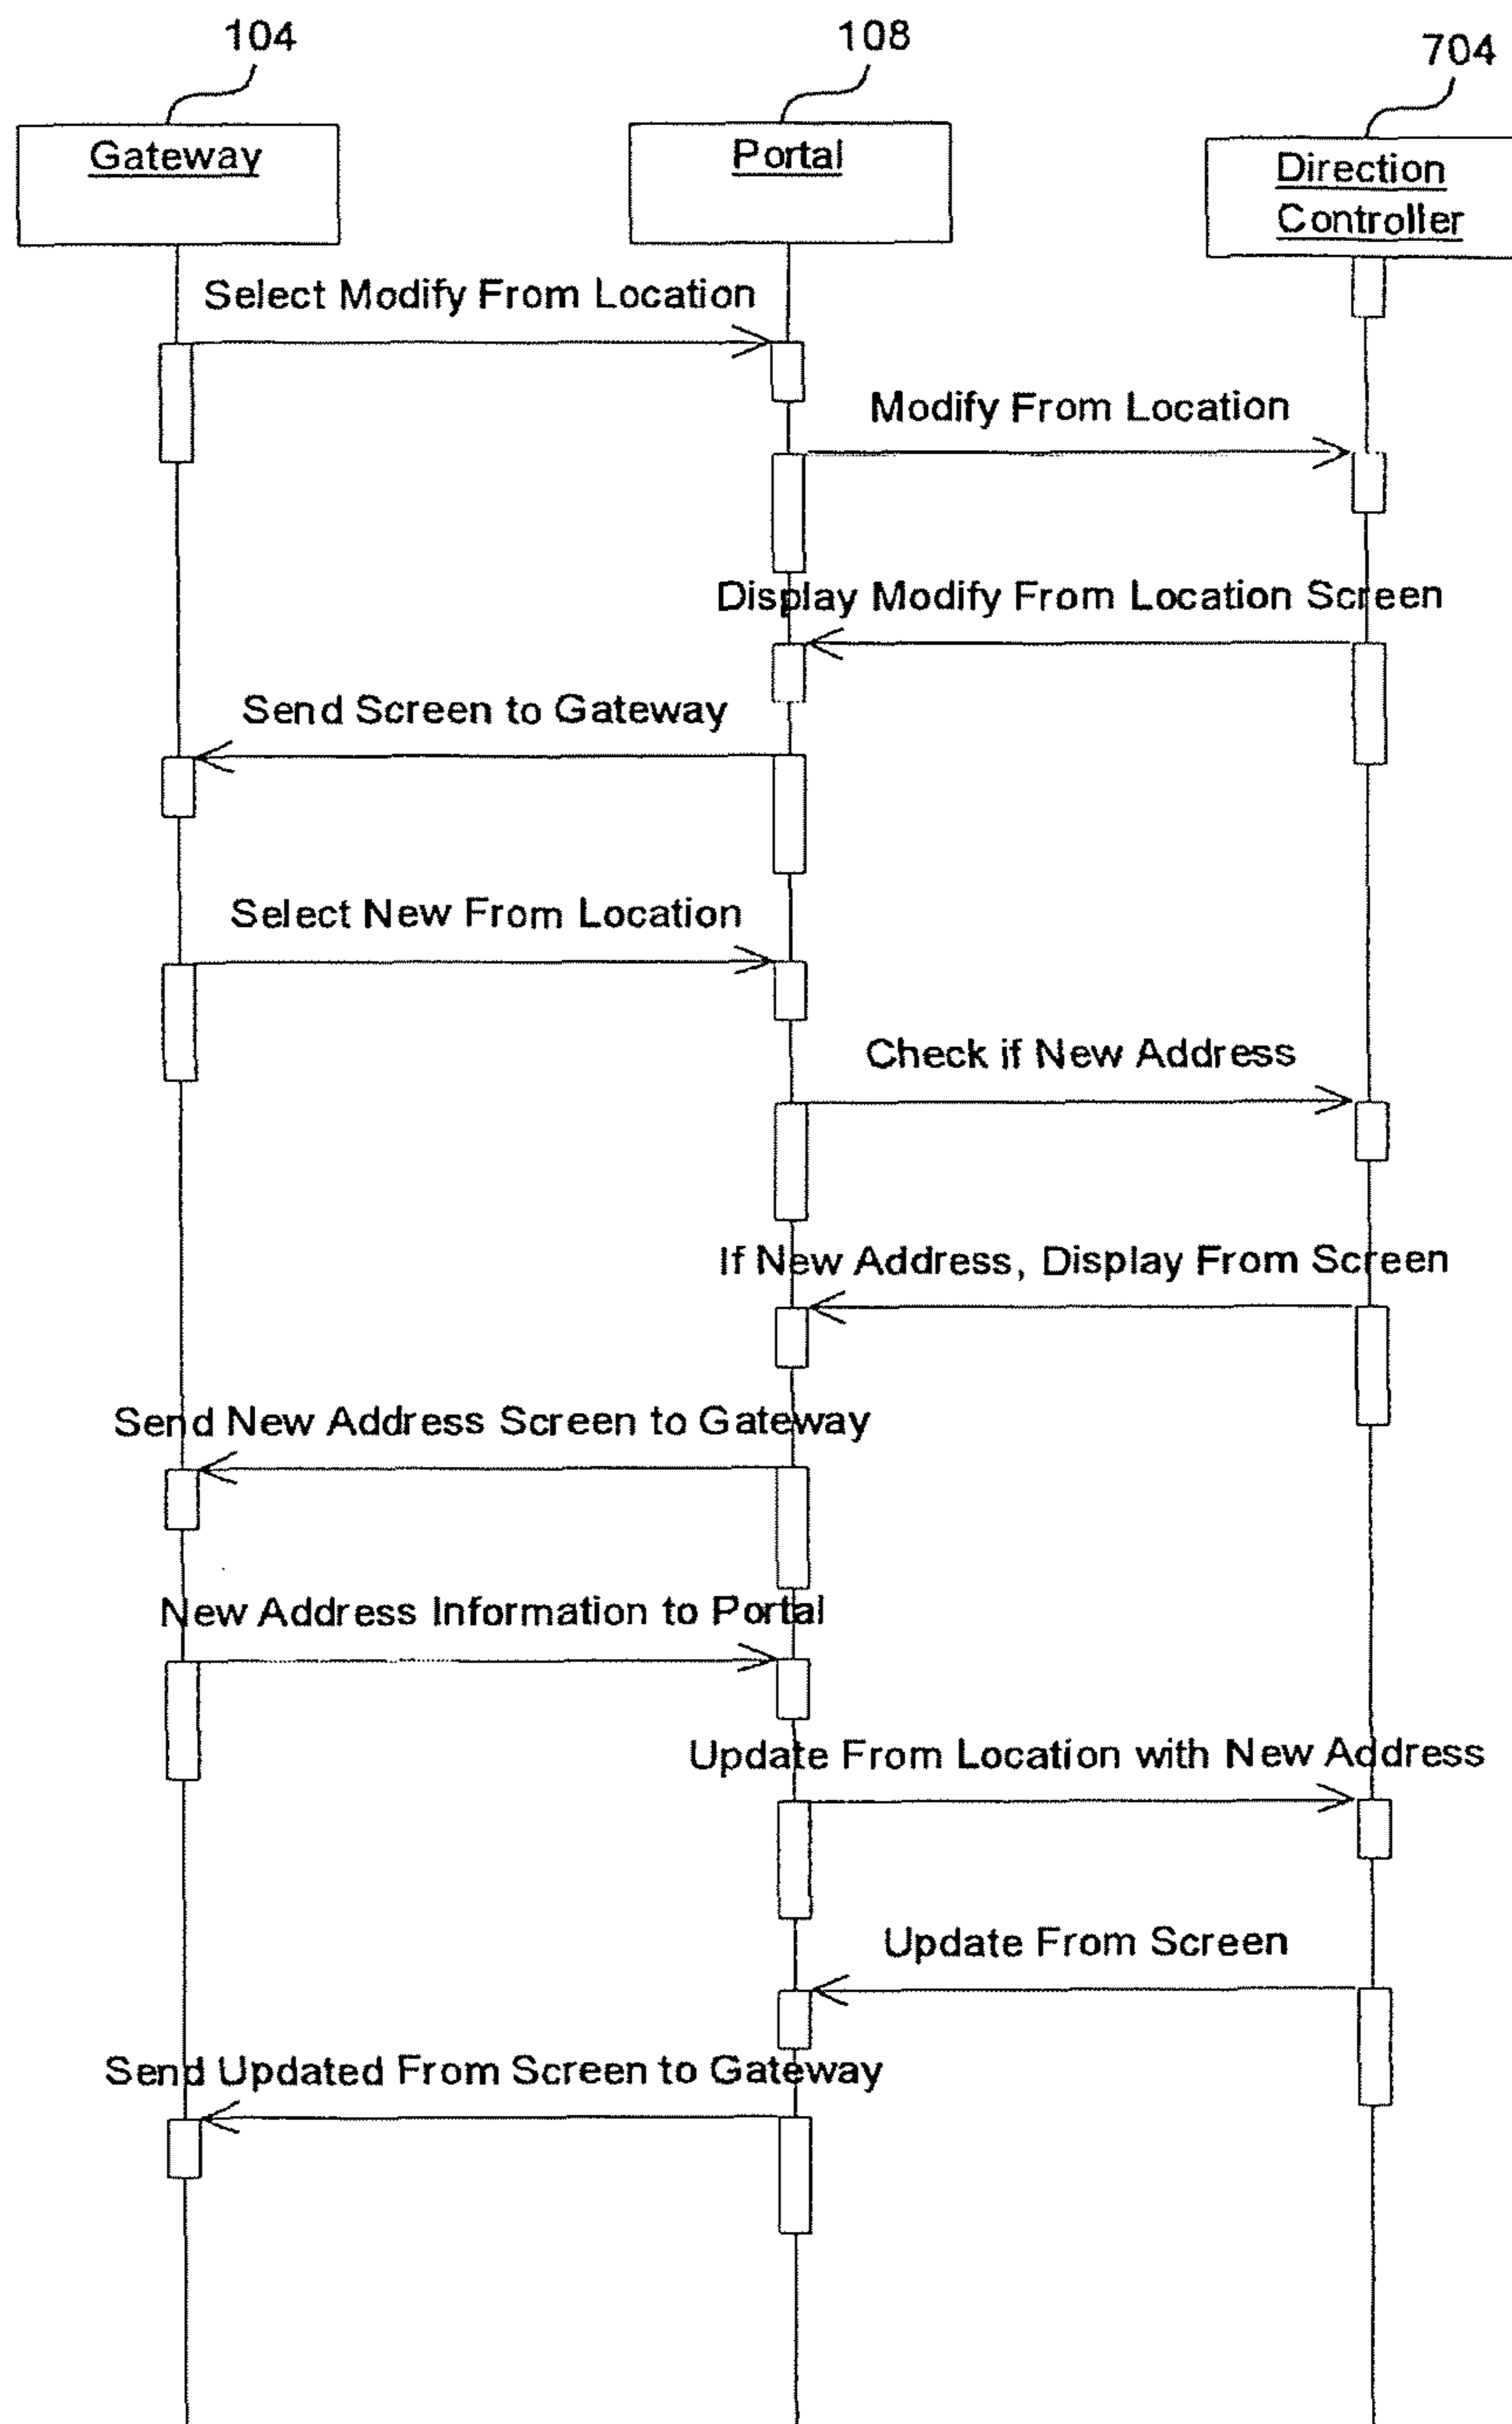 104
108
704
Gateway
Portal
Direction
Controller
Select Modify From Location
Modify From Location
Display Modify From Location Screen
Send Screen to Gateway
Select New From Location
Check if New Address
If New Address, Display From Screen
Send New Address Screen to Gateway
New Address Information to Portal
Update From Location with New Address
Update From Screen
Send Updated From Screen to Gateway